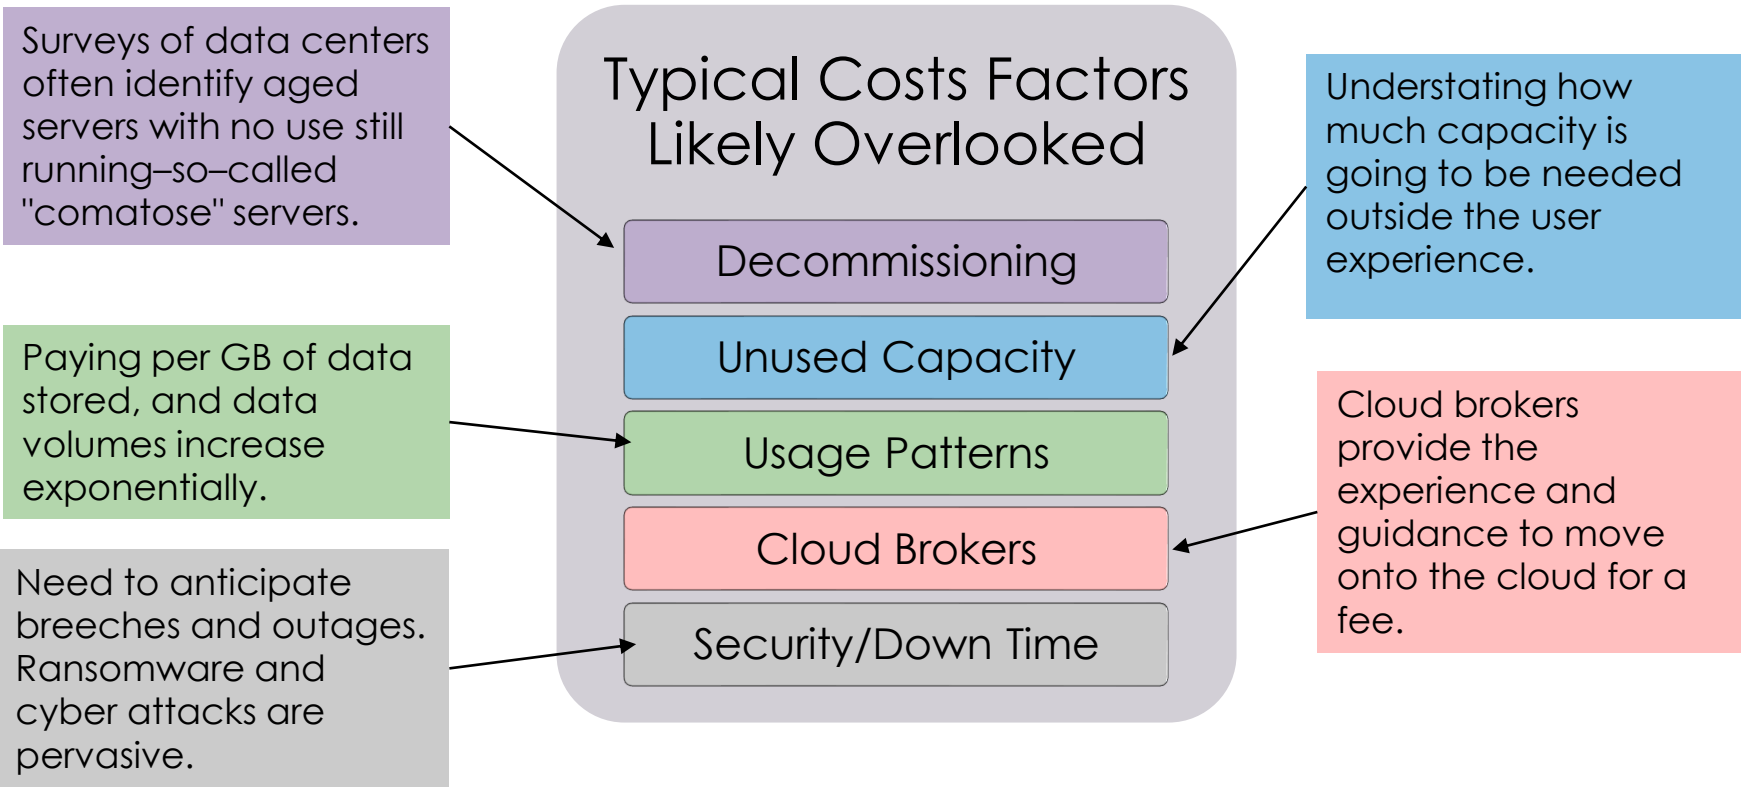 Surveys of data centers
often identify aged
servers with no use still
running–so–called
"comatose" servers.
Paying per GB of data
stored, and data
volumes increase
exponentially.
Need to anticipate
breeches and outages.
Ransomware and
cyber attacks are
pervasive.
Typical Costs Factors
Likely Overlooked
Decommissioning
Unused Capacity
Usage Patterns
Cloud Brokers
Security/Down Time
Understating how
much capacity is
going to be needed
outside the user
experience.
Cloud brokers
provide the
experience and
guidance to move
onto the cloud for a
fee.